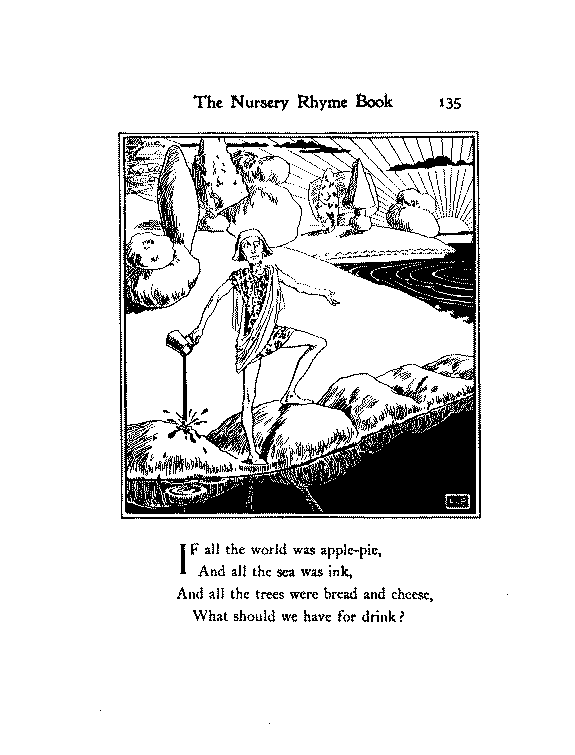 The Nursery Rhyme Book 135
IF all the world was apple-pie,
And all the sea was ink,
And all the trees were bread and cheese,
What should we have for drink?